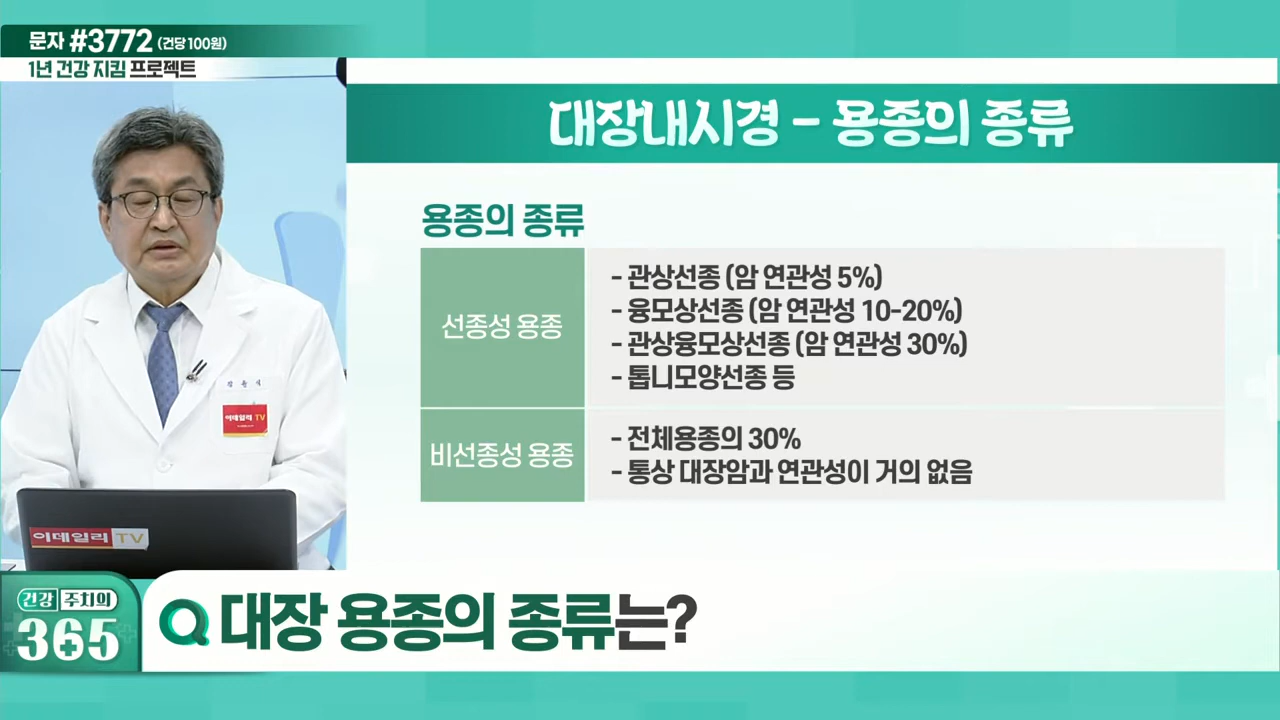 문자 #3772 (건당 100원)
1년 건강 지킴 프로젝트
대장내시경 - 용종의 종류
용종의 종류
선종성 용종
- 관상선종 (암 연관성 5%)
- 융모상선종 (암 연관성 10-20%)
- 관상융모상선종 (암 연관성 30%)
- 톱니모양선종 등
비선종성 용종
- 전체용종의 30%
- 통상 대장암과 연관성이 거의 없음
이데일리 TV
이데일리 TV
건강 주치의
365
Q 대장 용종의 종류는?